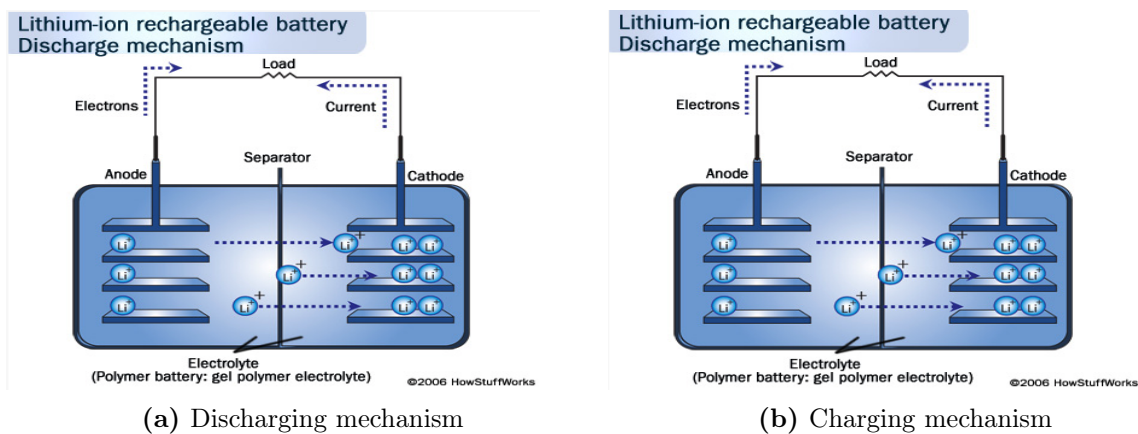 Lithium-ion rechargeable battery
Discharge mechanism
Load
Electrons
Current
Separator
Anode
Cathode
Li+
Li+
+
Li+ Li+
Li+
Li+
+
Li+ Li+
Li+
Li+
+
Li+ Li+
Electrolyte
(Polymer battery: gel polymer electrolyte)
©2006 HowStuffWorks
(a) Discharging mechanism
Lithium-ion rechargeable battery
Discharge mechanism
Load
Electrons
Current
Separator
Anode
Cathode
Li+
Li+
+
Li+ Li+
Li+
Li+
+
Li+ Li+
Li+
Li+
+
Li+ Li+
Electrolyte
(Polymer battery: gel polymer electrolyte)
©2006 HowStuffWorks
(b) Charging mechanism